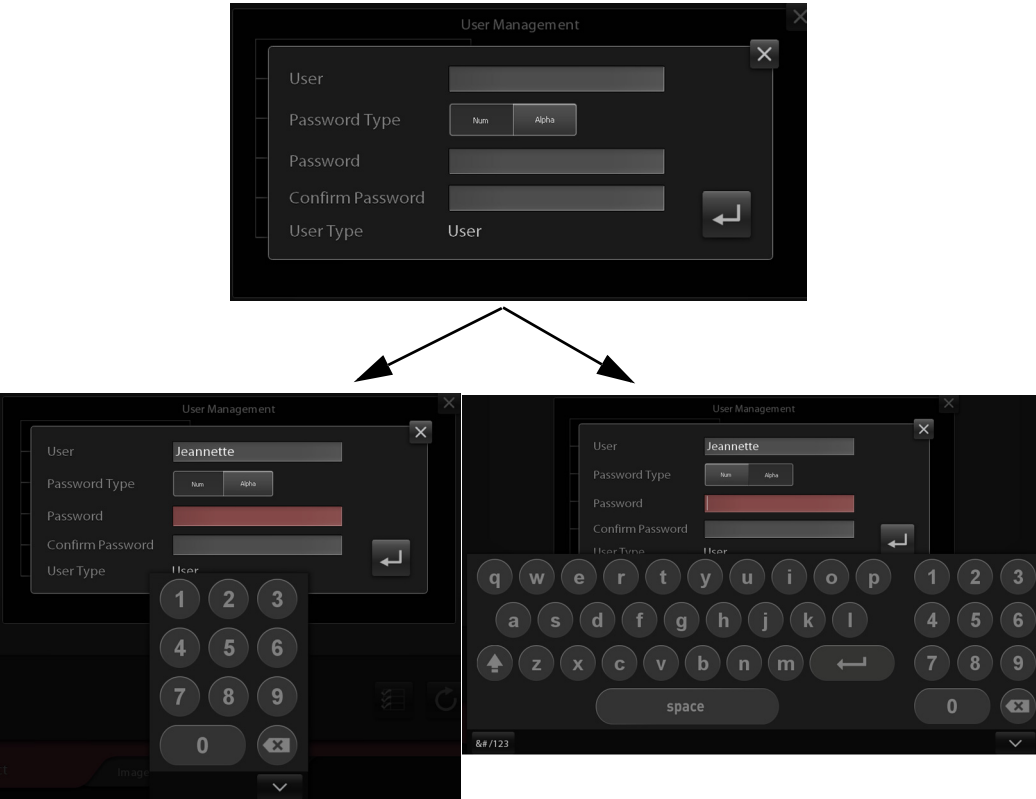 User Management
User
Password Type Num Alpha
Password
Confirm Password
User Type User
User Management
User Jeannette
Password Type Num Alpha
Password
Confirm Password
User Type User
1 2 3
4 5 6
7 8 9
0
Image
User Management
User Jeannette
Password Type Num Alpha
Password
Confirm Password
User Type User
q w e r t y u i o p 1 2 3
a s d f g h j k l 4 5 6
z x c v b n m 7 8 9
space 0
&#/123